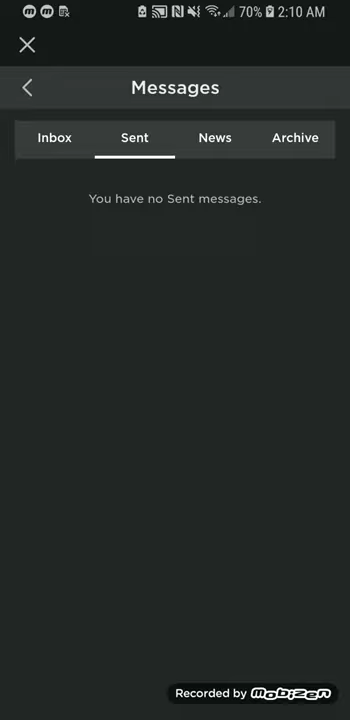 70% 2:10 AM
Messages
Inbox Sent News Archive
You have no Sent messages.
Recorded by mobizen